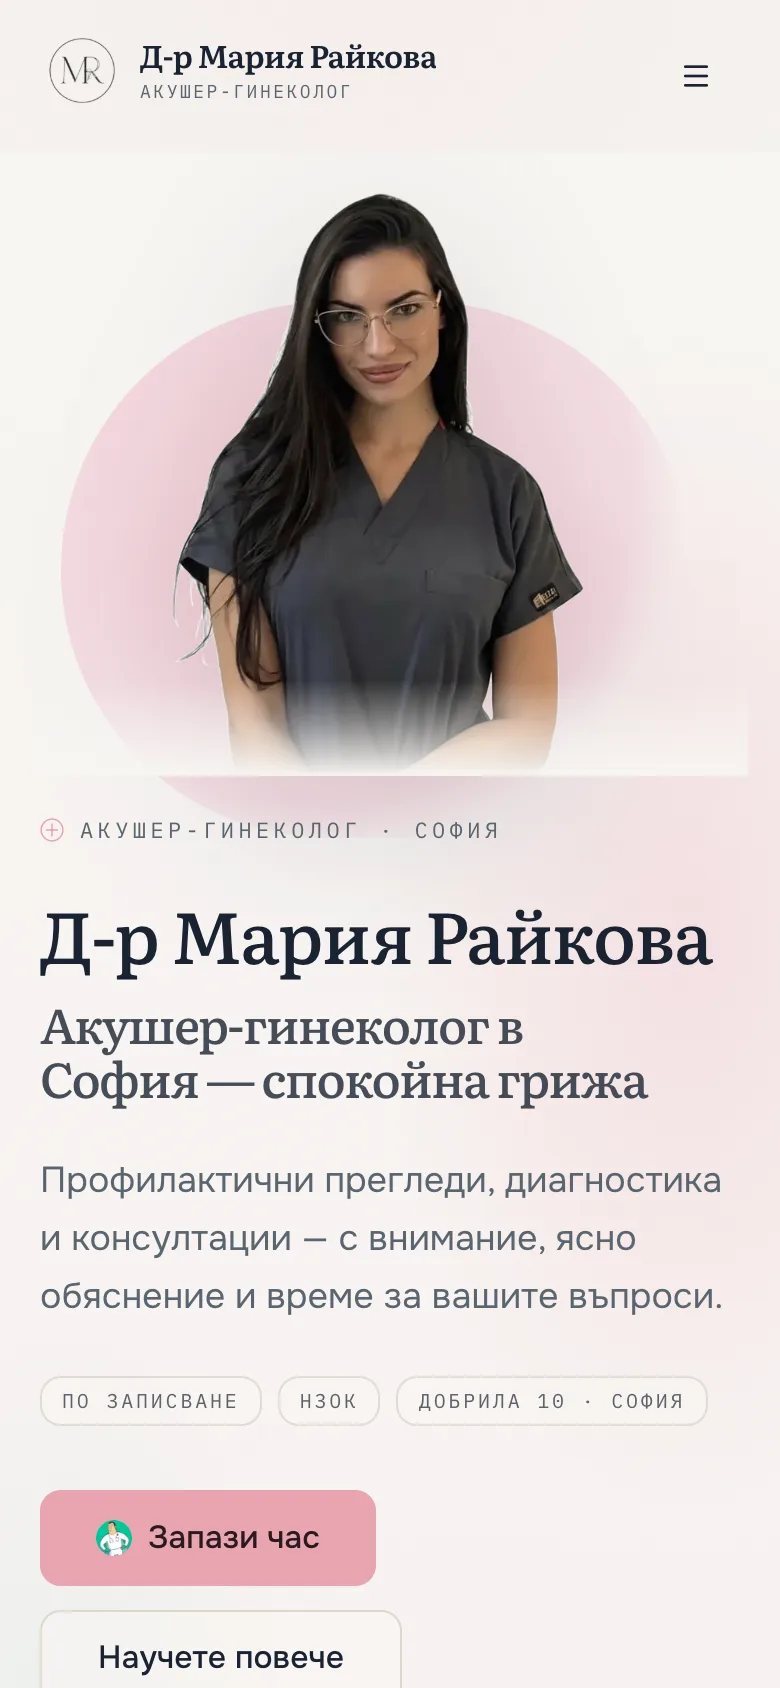 MR
Д-р Мария Райкова
АКУШЕР-ГИНЕКОЛОГ
АКУШЕР-ГИНЕКОЛОГ · СОФИЯ
Д-р Мария Райкова
Акушер-гинеколог в
София — спокойна грижа
Профилактични прегледи, диагностика
и консултации — с внимание, ясно
обяснение и време за вашите въпроси.
ПО ЗАПИСВАНЕ НЗОК ДОБРИЛА 10 · СОФИЯ
Запази час
Научете повече